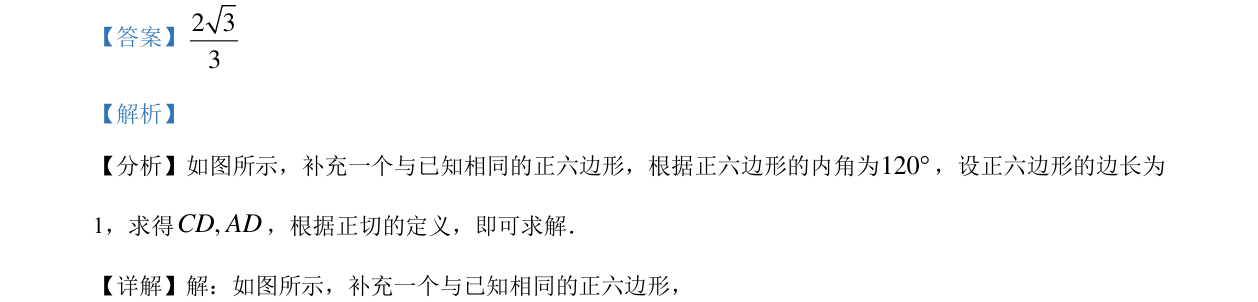 【答案】$\frac{2\sqrt{3}}{3}$
【解析】
【分析】如图所示，补充一个与已知相同的正六边形，根据正六边形的内角为120°，设正六边形的边长为
1，求得CD, AD，根据正切的定义，即可求解．
【详解】解：如图所示，补充一个与已知相同的正六边形，